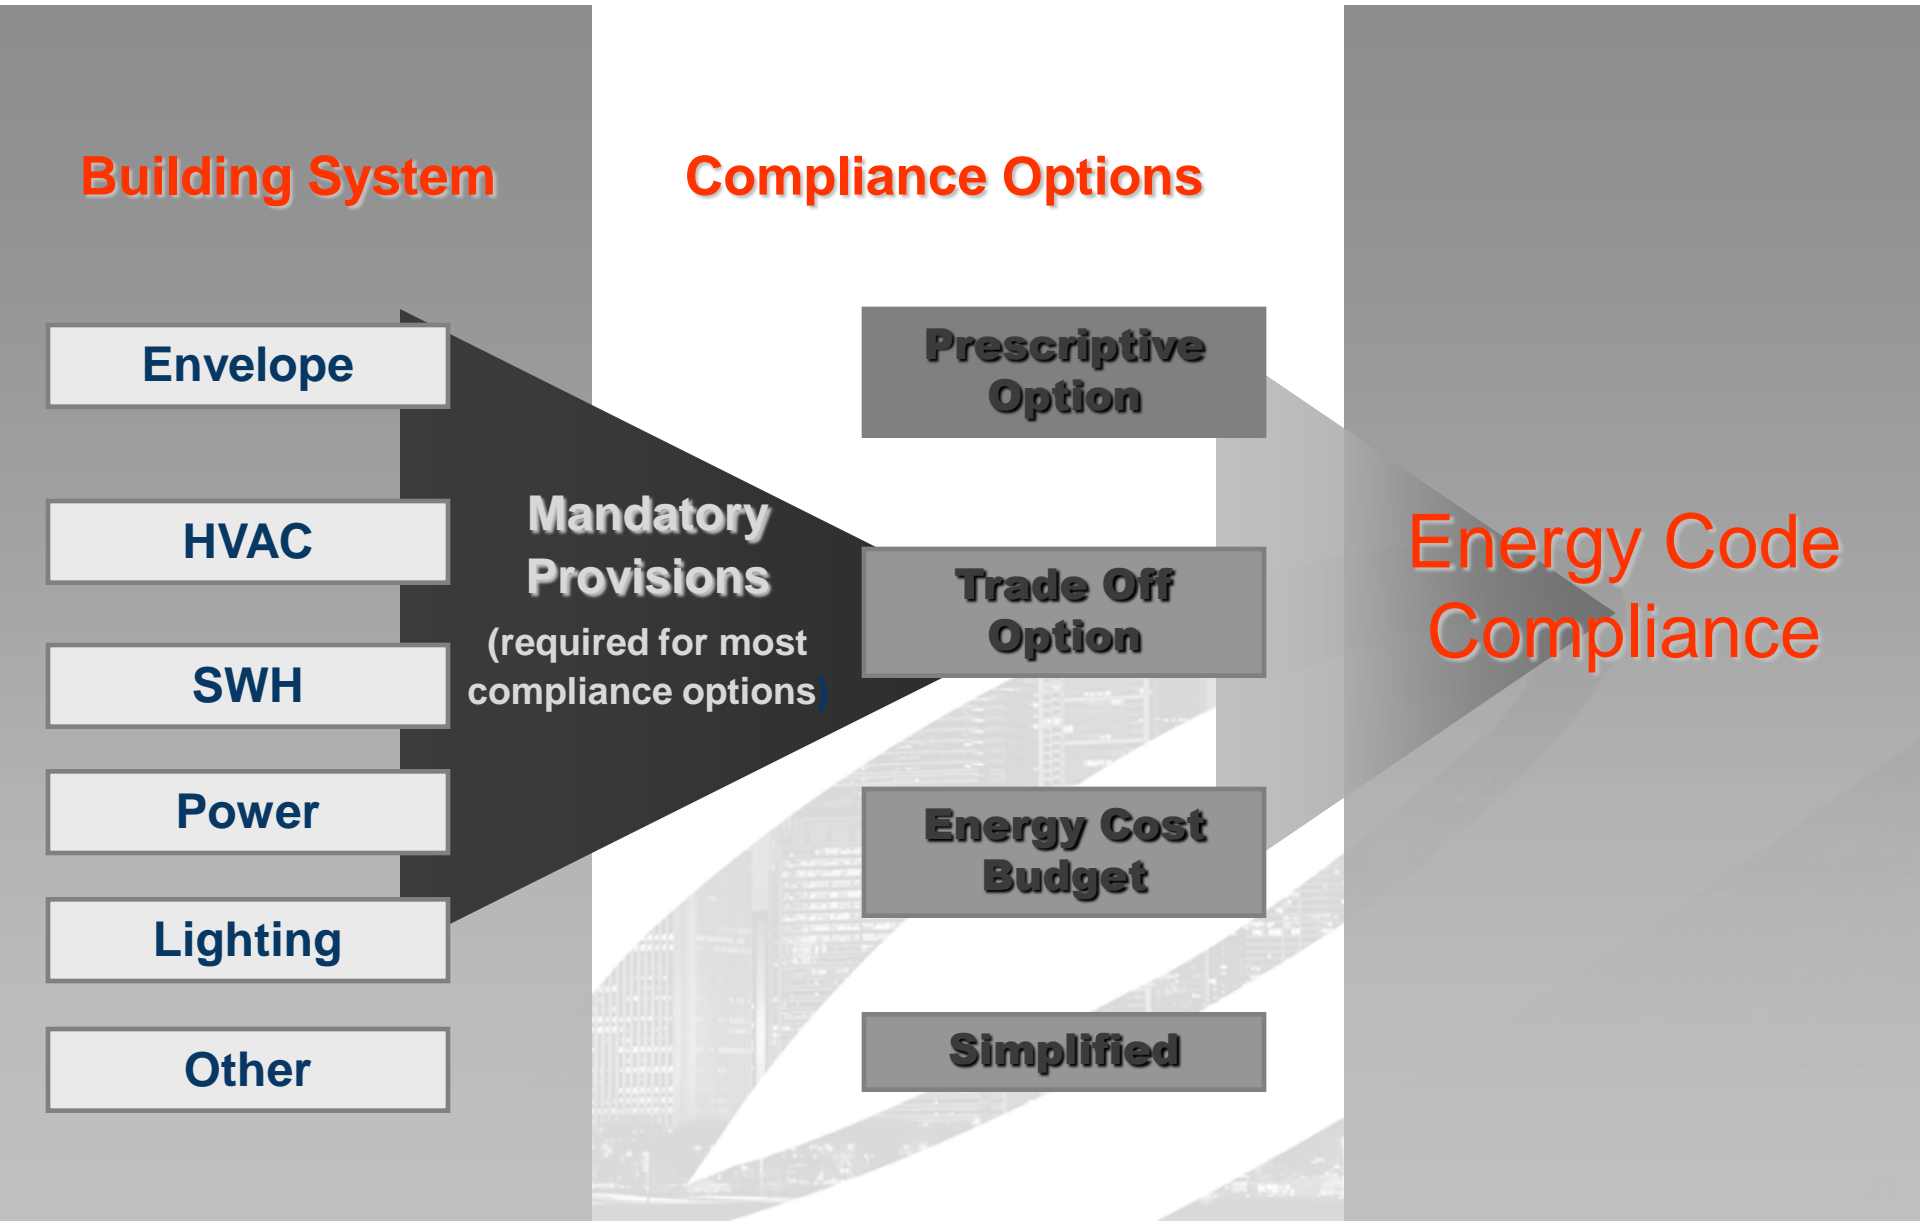 Building System
Compliance Options
Envelope
HVAC
SWH
Power
Lighting
Other
Mandatory
Provisions
(required for most
compliance options)
Prescriptive
Option
Trade Off
Option
Energy Cost
Budget
Simplified
Energy Code
Compliance